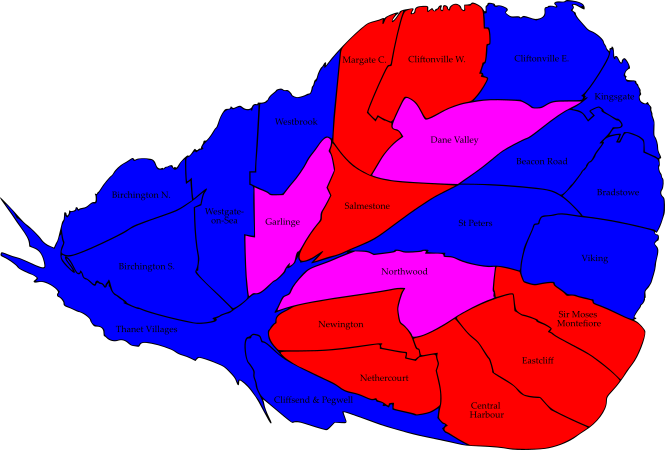 Margate C.
Cliftonville W.
Cliftonville E.
Kingsgate
Westbrook
Dane Valley
Beacon Road
Bradstowe
Birchington N.
Westgate-
on-Sea
Garlinge
Salmestone
St Peters
Viking
Birchington S.
Northwood
Thanet Villages
Newington
Sir Moses
Montefiore
Eastcliff
Nethercourt
Cliffsend & Pegwell
Central
Harbour